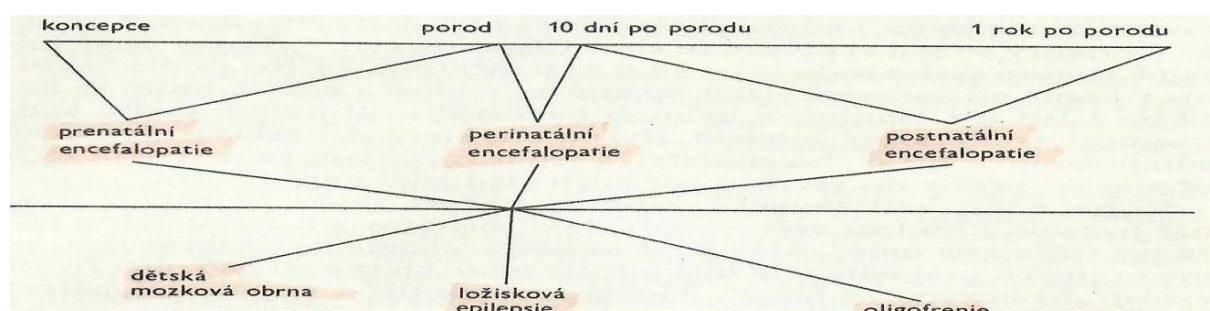 koncepce porod 10 dní po porodu 1 rok po porodu
prenatální
encefalopatie
perinatální
encefalopatie
postnatální
encefalopatie
dětská
mozková obrna
ložisková
epilepsie
oligofrenie